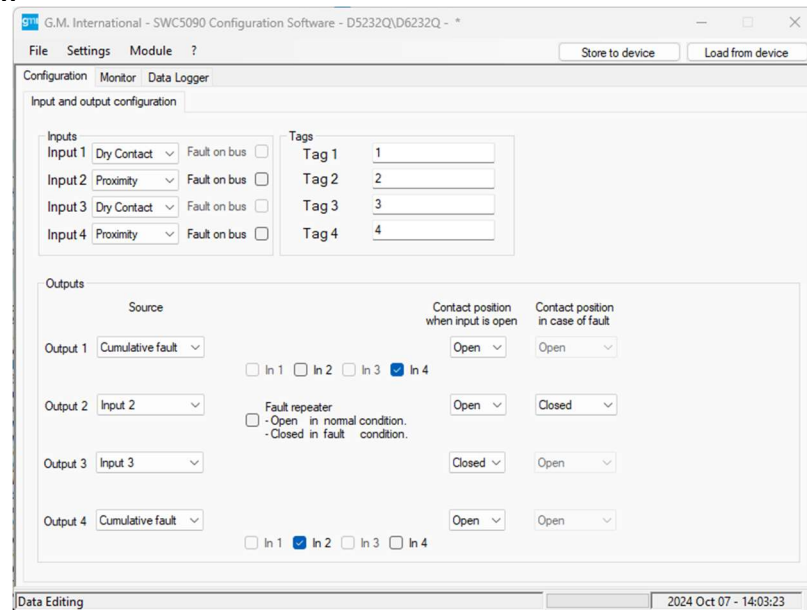 gmi G.M. International - SWC5090 Configuration Software - D5232Q\D6232Q - *
File Settings Module ? Store to device Load from device
Configuration Monitor Data Logger
Input and output configuration
Inputs Tags
Input 1 Dry Contact Fault on bus Tag 1 1
Input 2 Proximity Fault on bus Tag 2 2
Input 3 Dry Contact Fault on bus Tag 3 3
Input 4 Proximity Fault on bus Tag 4 4
Outputs
Source Contact position when input is open Contact position in case of fault
Output 1 Cumulative fault Open Open
In 1 In 2 In 3 In 4
Output 2 Input 2 Fault repeater Open Closed
- Open in normal condition.
- Closed in fault condition.
Output 3 Input 3 Closed Open
Output 4 Cumulative fault Open Open
In 1 In 2 In 3 In 4
Data Editing 2024 Oct 07 - 14:03:23